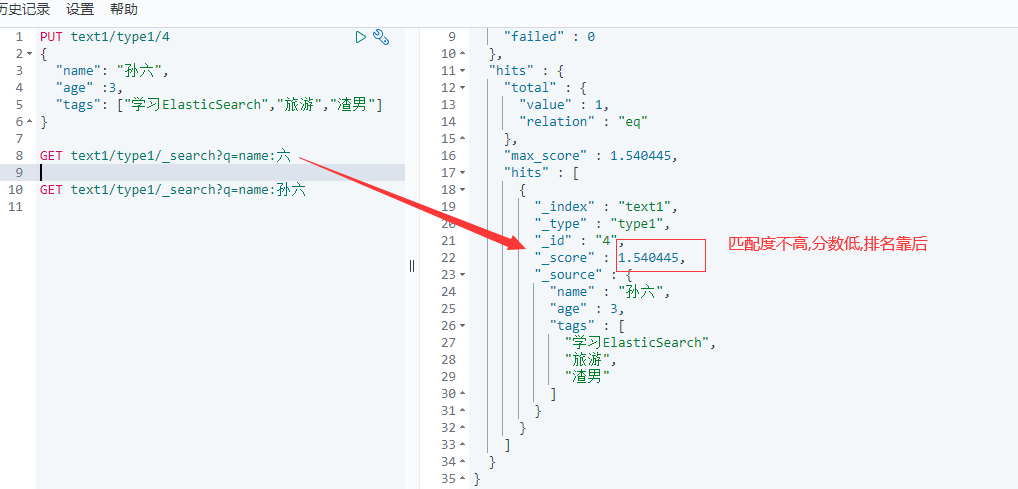 历史记录 设置 帮助
1 PUT text1/type1/4
2 {
3 "name": "孙六",
4 "age" :3,
5 "tags": ["学习ElasticSearch","旅游","渣男"]
6 }
7
8 GET text1/type1/_search?q=name:六
9
10 GET text1/type1/_search?q=name:孙六
11
9 "failed" : 0
10 },
11 "hits" : {
12 "total" : {
13 "value" : 1,
14 "relation" : "eq"
15 },
16 "max_score" : 1.540445,
17 "hits" : [
18 {
19 "_index" : "text1",
20 "_type" : "type1",
21 "_id" : "4",
22 "_score" : 1.540445,
23 "_source" : {
24 "name" : "孙六",
25 "age" : 3,
26 "tags" : [
27 "学习ElasticSearch",
28 "旅游",
29 "渣男"
30 ]
31 }
32 }
33 ]
34 }
35 }
匹配度不高,分数低,排名靠后